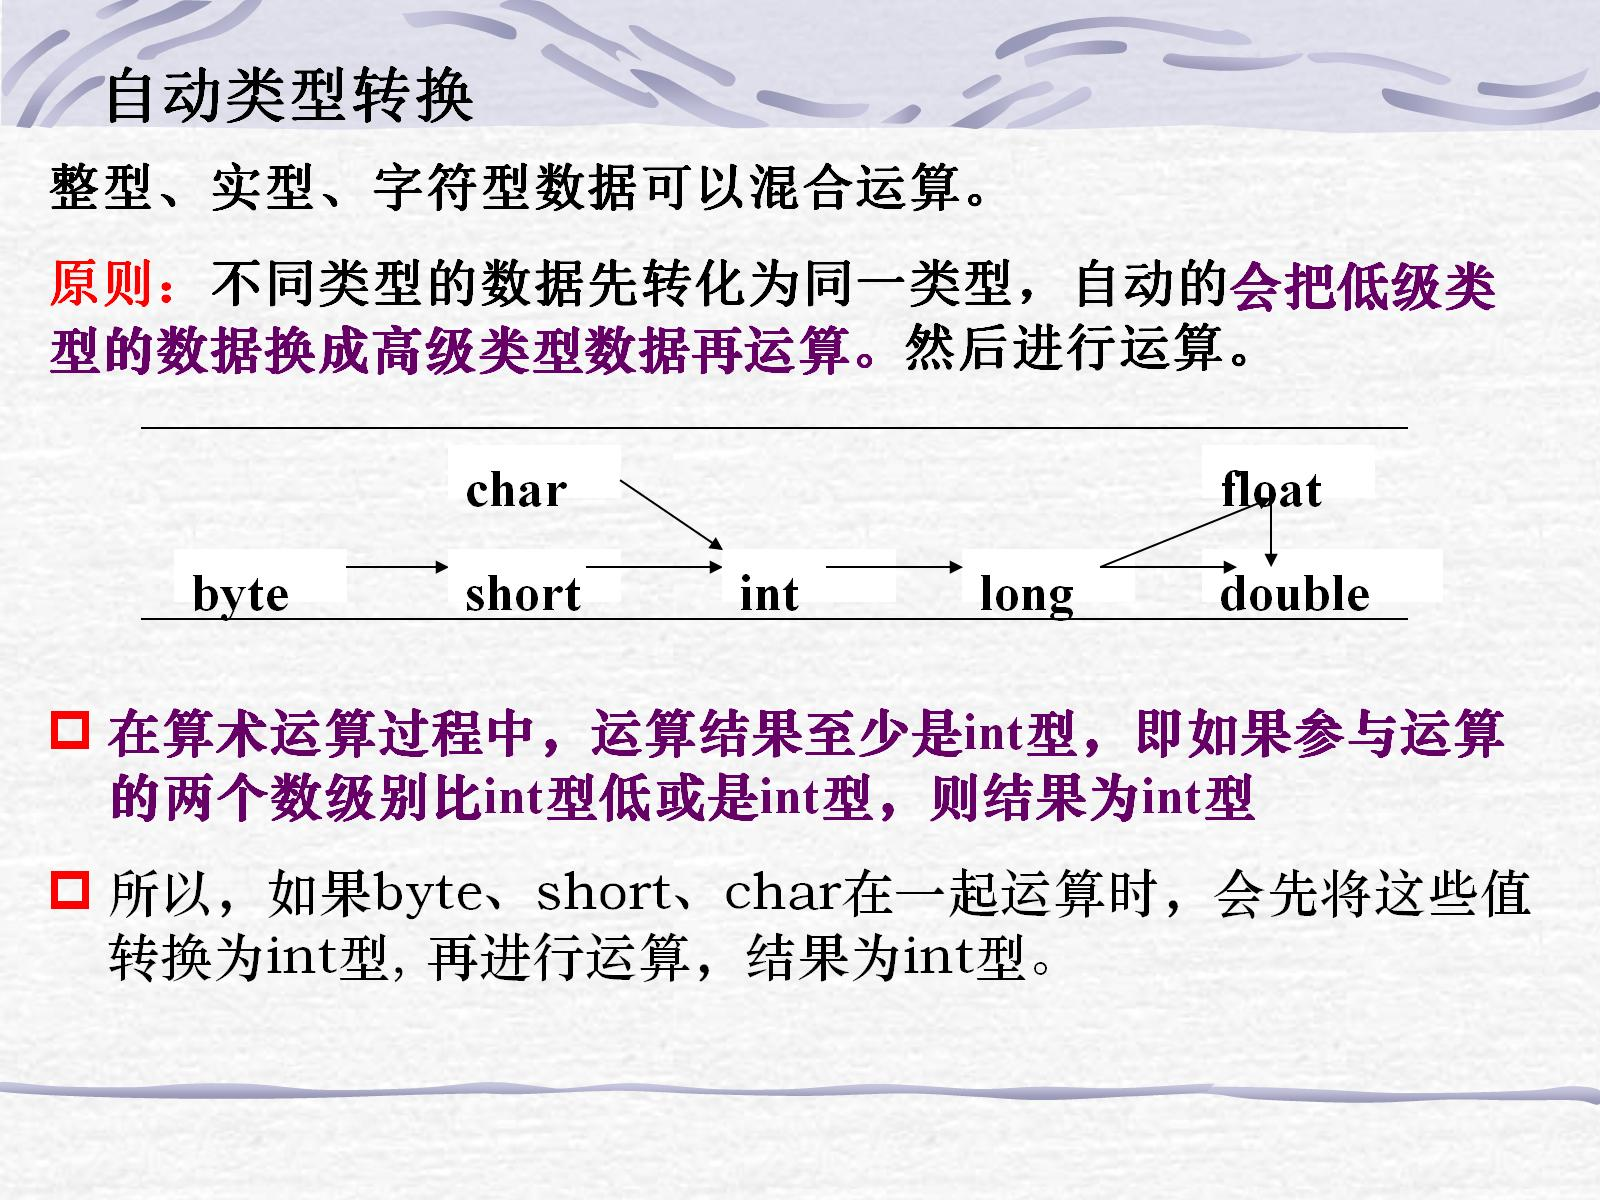 自动类型转换
整型、实型、字符型数据可以混合运算。
原则：不同类型的数据先转化为同一类型，自动的会把低级类
型的数据换成高级类型数据再运算。然后进行运算。
char float
byte short int long double
在算术运算过程中，运算结果至少是int型，即如果参与运算
的两个数级别比int型低或是int型，则结果为int型
所以，如果byte、short、char在一起运算时，会先将这些值
转换为int型, 再进行运算，结果为int型。